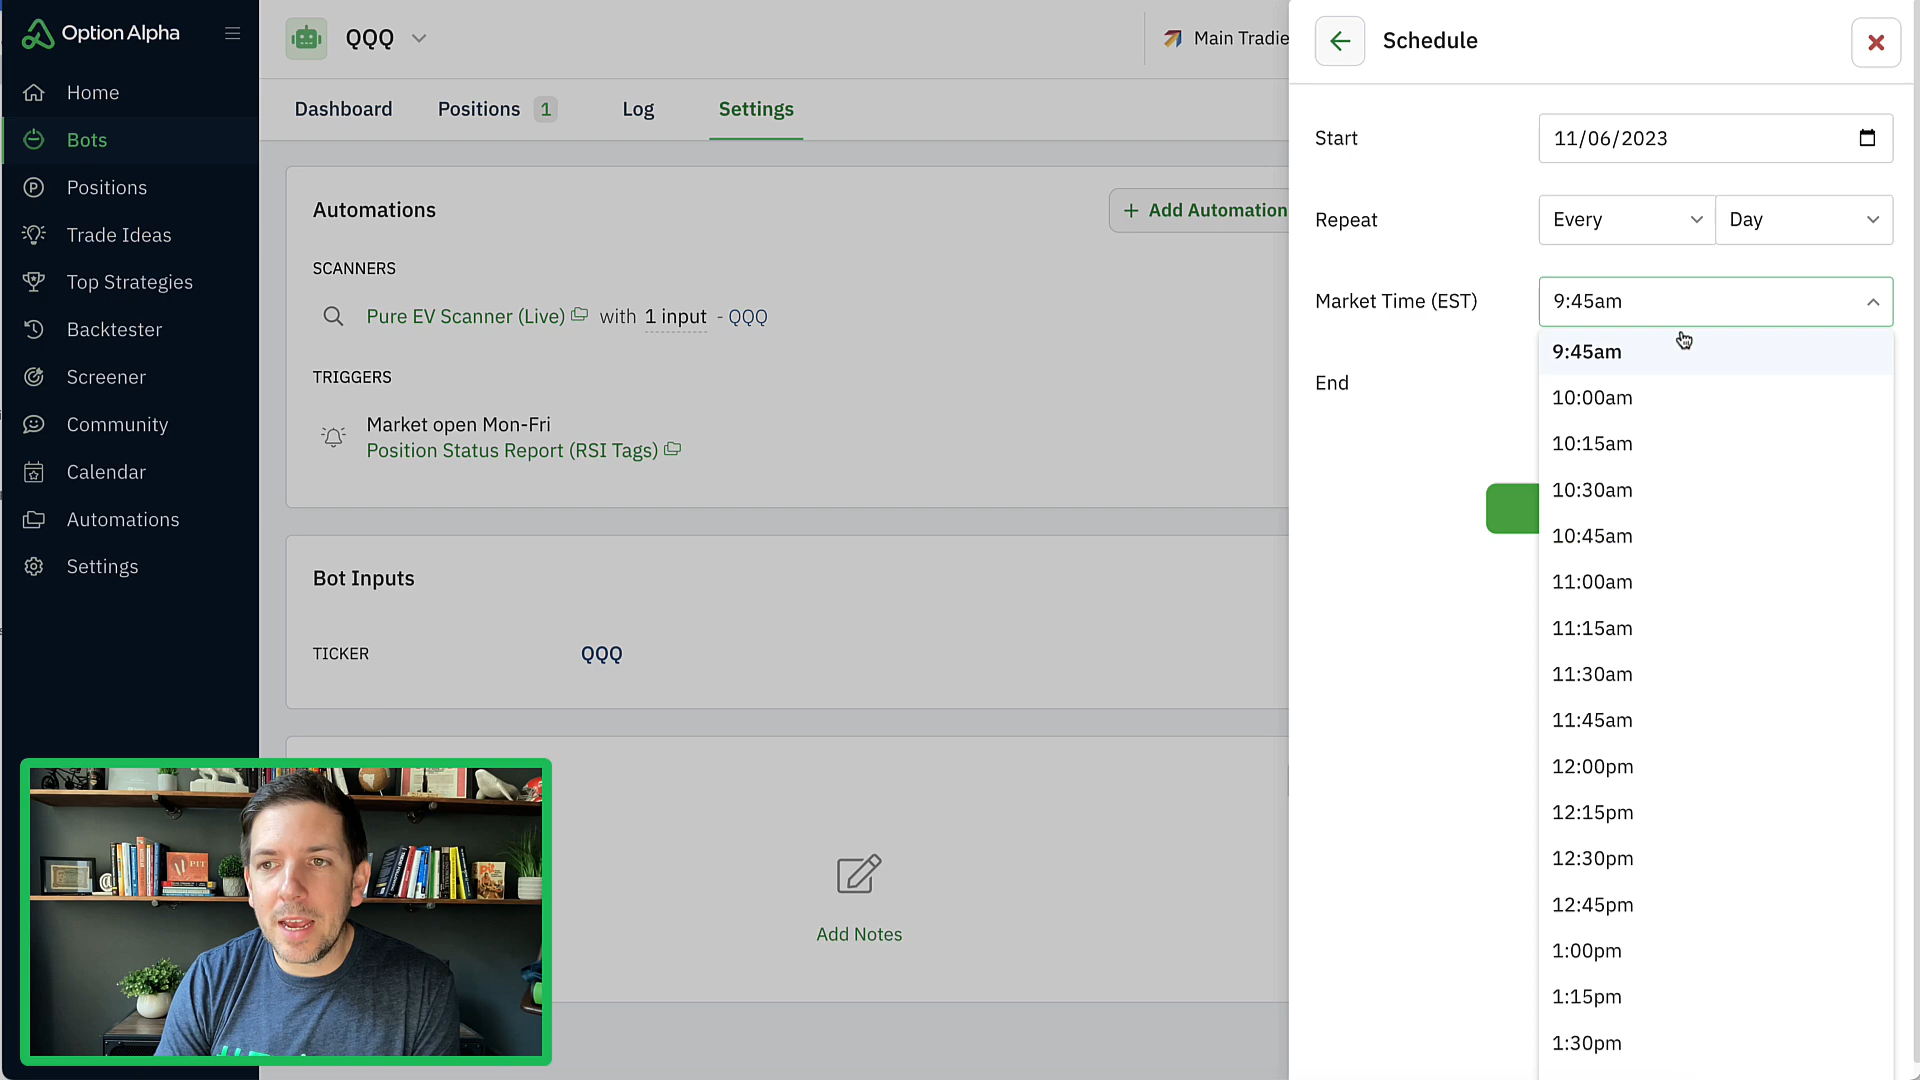 Option Alpha
Home
Bots
Positions
Trade Ideas
Top Strategies
Backtester
Screener
Community
Calendar
Automations
Settings
QQQ
Main Tradie
Dashboard
Positions 1
Log
Settings
Automations
+ Add Automation
SCANNERS
Pure EV Scanner (Live) with 1 input - QQQ
TRIGGERS
Market open Mon-Fri
Position Status Report (RSI Tags)
Bot Inputs
TICKER QQQ
Add Notes
PIT
Schedule
Start 11/06/2023
Repeat Every Day
Market Time (EST) 9:45am
End
9:45am
10:00am
10:15am
10:30am
10:45am
11:00am
11:15am
11:30am
11:45am
12:00pm
12:15pm
12:30pm
12:45pm
1:00pm
1:15pm
1:30pm